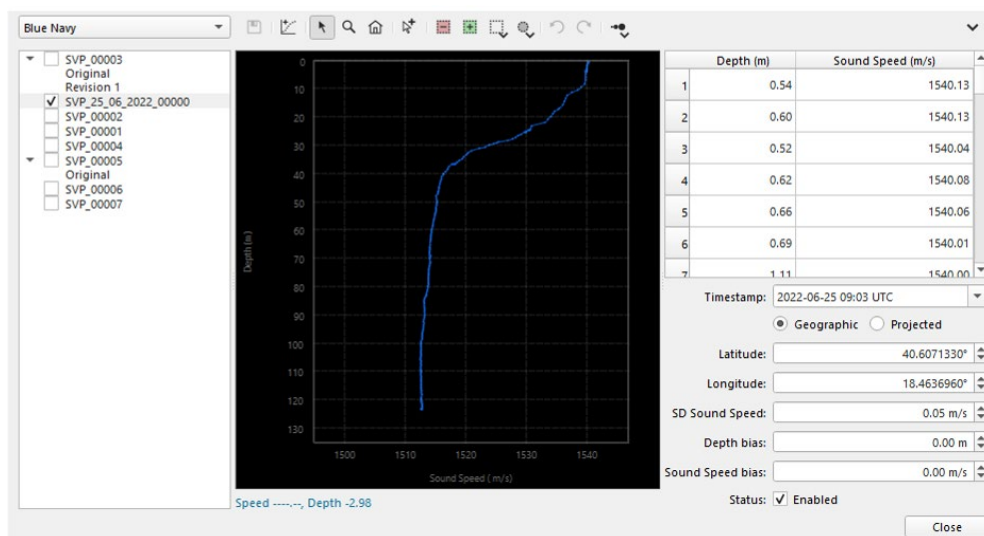 Blue Navy
SVP_00003
Original
Revision 1
SVP_25_06_2022_00000
SVP_00002
SVP_00001
SVP_00004
SVP_00005
Original
SVP_00006
SVP_00007
0
10
20
30
40
50
60
70
80
90
100
110
120
130
Depth (m)
1500 1510 1520 1530 1540
Sound Speed ( m/s)
Speed ----.--, Depth -2.98
Depth (m) Sound Speed (m/s)
1 0.54 1540.13
2 0.60 1540.13
3 0.52 1540.04
4 0.62 1540.08
5 0.66 1540.06
6 0.69 1540.01
7 1.11 1540.00
Timestamp: 2022-06-25 09:03 UTC
Geographic Projected
Latitude: 40.6071330°
Longitude: 18.4636960°
SD Sound Speed: 0.05 m/s
Depth bias: 0.00 m
Sound Speed bias: 0.00 m/s
Status: Enabled
Close